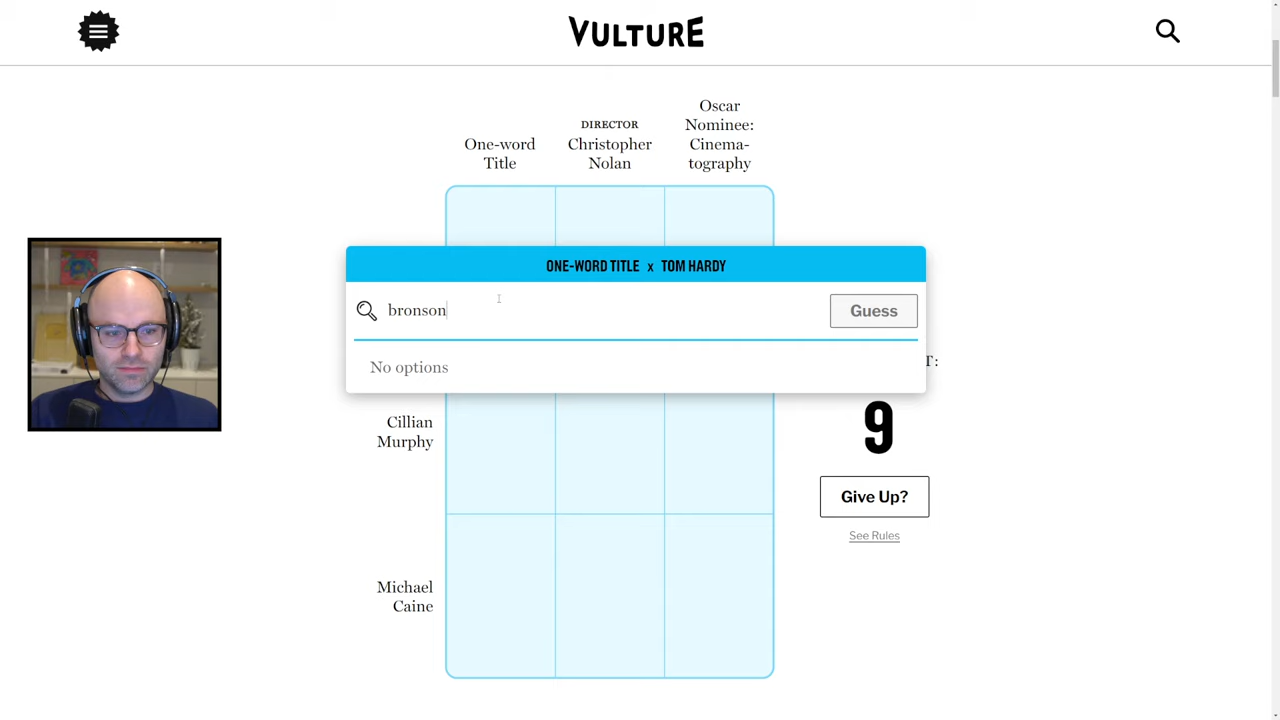 VULTURE
One-word
Title
DIRECTOR
Christopher
Nolan
Oscar
Nominee:
Cinema-
tography
ONE-WORD TITLE x TOM HARDY
bronson
Guess
No options
T:
Cillian
Murphy
9
Give Up?
See Rules
Michael
Caine